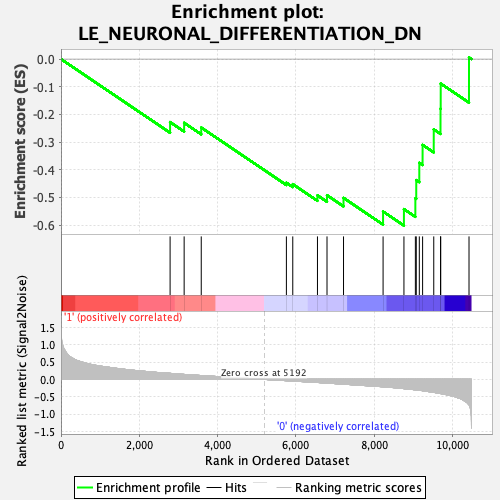 Enrichment plot:
LE_NEURONAL_DIFFERENTIATION_DN
Enrichment score (ES)
0.0
-0.1
-0.2
-0.3
-0.4
-0.5
-0.6
'1' (positively correlated)
Ranked list metric (Signal2Noise)
1.5
1.0
0.5
0.0
-0.5
-1.0
-1.5
Zero cross at 5192
'0' (negatively correlated)
0 2,000 4,000 6,000 8,000 10,000
Rank in Ordered Dataset
Enrichment profile Hits Ranking metric scores